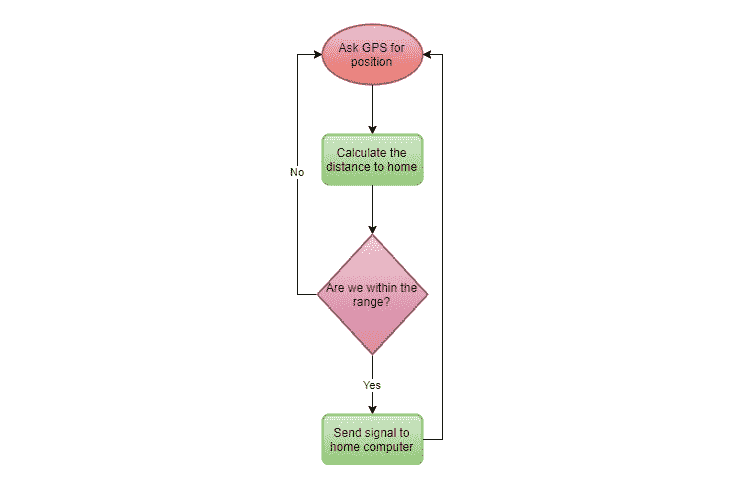 Ask GPS for
position
Calculate the
distance to home
No
Are we within the
range?
Yes
Send signal to
home computer